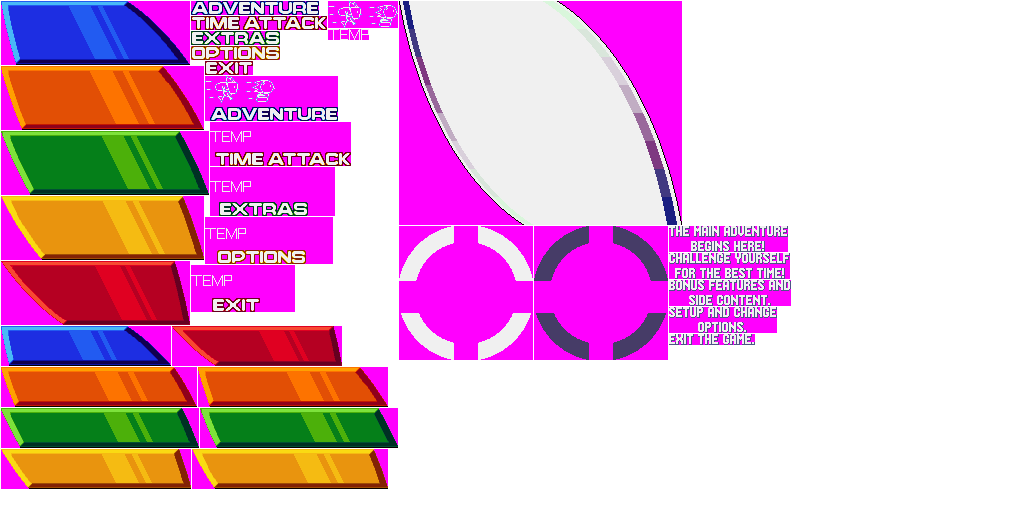 ADVENTURE
TIME ATTACK
EXTRAS
OPTIONS
EXIT
TEMP
ADVENTURE
TEMP
TIME ATTACK
TEMP
EXTRAS
TEMP
OPTIONS
TEMP
EXIT
THE MAIN ADVENTURE
BEGINS HERE!
CHALLENGE YOURSELF
FOR THE BEST TIME!
BONUS FEATURES AND
SIDE CONTENT.
SETUP AND CHANGE
OPTIONS.
EXIT THE GAME.